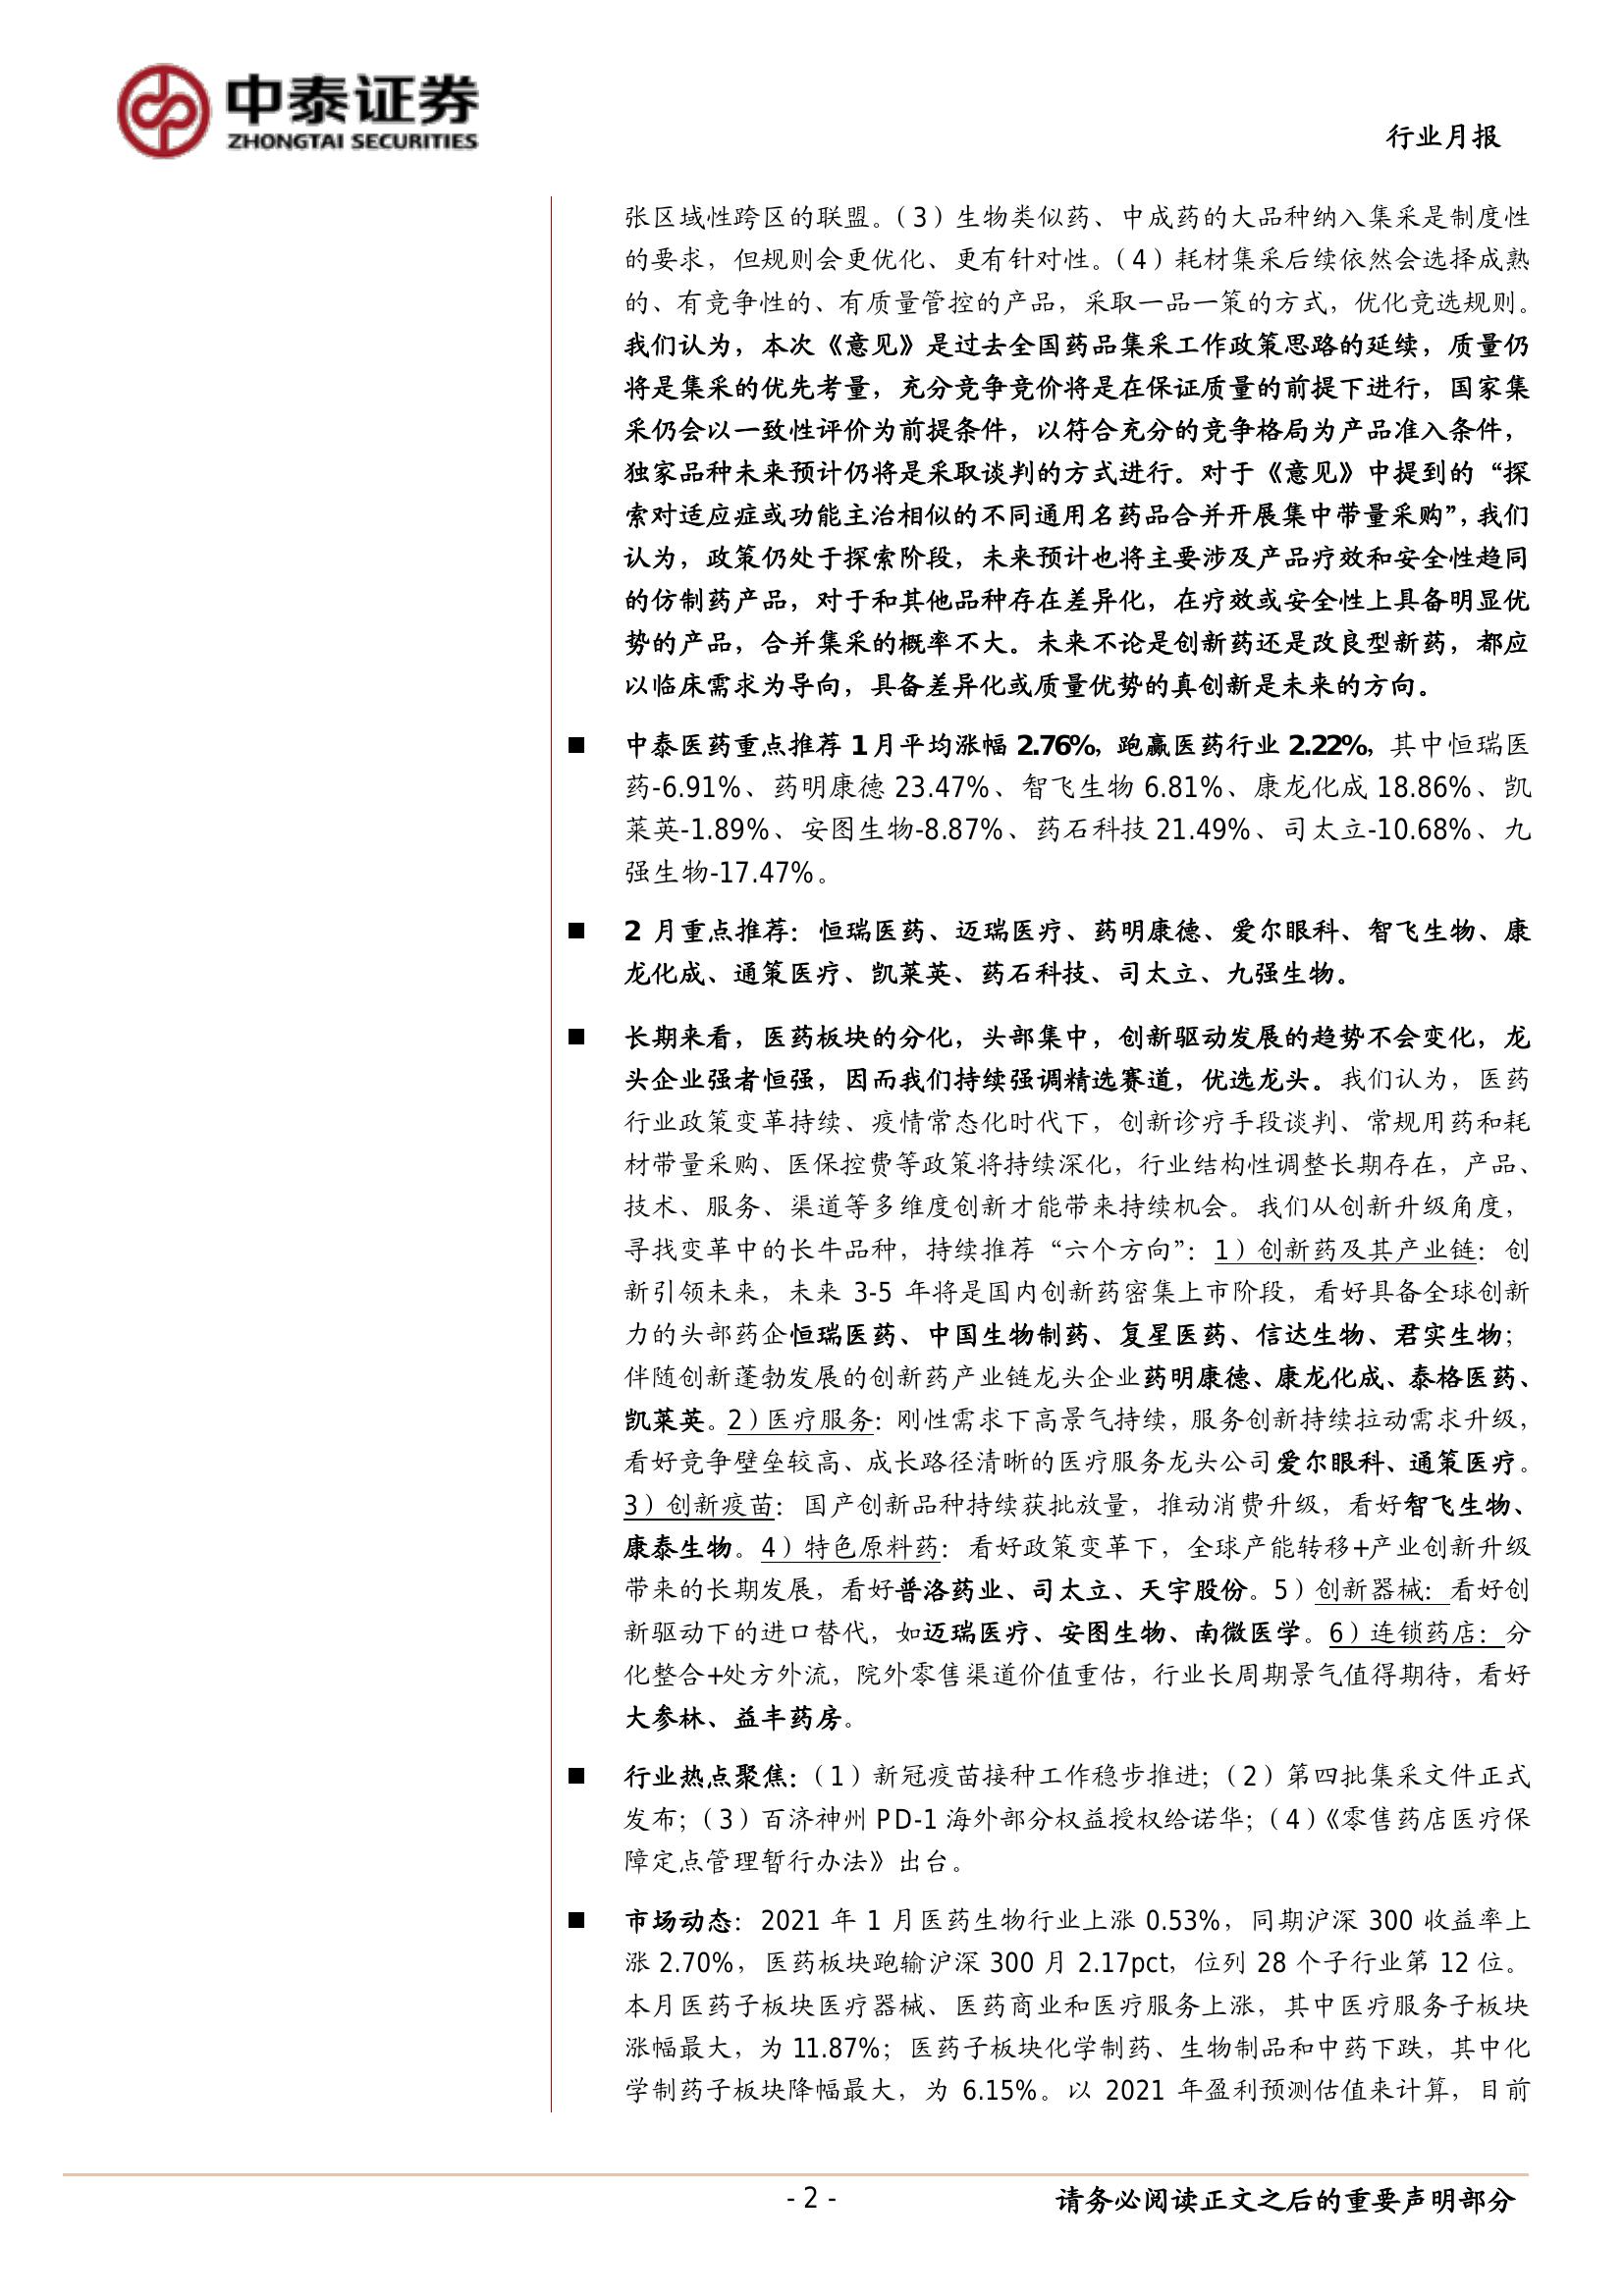 中泰证券
ZHONGTAI SECURITIES
行业月报
张区域性跨区的联盟。（3）生物类似药、中成药的大品种纳入集采是制度性
的要求，但规则会更优化、更有针对性。（4）耗材集采后续依然会选择成熟
的、有竞争性的、有质量管控的产品，采取一品一策的方式，优化竞选规则。
我们认为，本次《意见》是过去全国药品集采工作政策思路的延续，质量仍
将是集采的优先考量，充分竞争竞价将是在保证质量的前提下进行，国家集
采仍会以一致性评价为前提条件，以符合充分的竞争格局为产品准入条件，
独家品种未来预计仍将是采取谈判的方式进行。对于《意见》中提到的“探
索对适应症或功能主治相似的不同通用名药品合并开展集中带量采购”，我们
认为，政策仍处于探索阶段，未来预计也将主要涉及产品疗效和安全性趋同
的仿制药产品，对于和其他品种存在差异化，在疗效或安全性上具备明显优
势的产品，合并集采的概率不大。未来不论是创新药还是改良型新药，都应
以临床需求为导向，具备差异化或质量优势的真创新是未来的方向。
■ 中泰医药重点推荐 1 月平均涨幅 2.76%，跑赢医药行业 2.22%，其中恒瑞医
药-6.91%、药明康德 23.47%、智飞生物 6.81%、康龙化成 18.86%、凯
莱英-1.89%、安图生物-8.87%、药石科技 21.49%、司太立-10.68%、九
强生物-17.47%。
■ 2 月重点推荐：恒瑞医药、迈瑞医疗、药明康德、爱尔眼科、智飞生物、康
龙化成、通策医疗、凯莱英、药石科技、司太立、九强生物。
■ 长期来看，医药板块的分化，头部集中，创新驱动发展的趋势不会变化，龙
头企业强者恒强，因而我们持续强调精选赛道，优选龙头。我们认为，医药
行业政策变革持续、疫情常态化时代下，创新诊疗手段谈判、常规用药和耗
材带量采购、医保控费等政策将持续深化，行业结构性调整长期存在，产品、
技术、服务、渠道等多维度创新才能带来持续机会。我们从创新升级角度，
寻找变革中的长牛品种，持续推荐“六个方向”：1）创新药及其产业链：创
新引领未来，未来 3-5 年将是国内创新药密集上市阶段，看好具备全球创新
力的头部药企恒瑞医药、中国生物制药、复星医药、信达生物、君实生物；
伴随创新蓬勃发展的创新药产业链龙头企业药明康德、康龙化成、泰格医药、
凯莱英。2）医疗服务：刚性需求下高景气持续，服务创新持续拉动需求升级，
看好竞争壁垒较高、成长路径清晰的医疗服务龙头公司爱尔眼科、通策医疗。
3）创新疫苗：国产创新品种持续获批放量，推动消费升级，看好智飞生物、
康泰生物。4）特色原料药：看好政策变革下，全球产能转移+产业创新升级
带来的长期发展，看好普洛药业、司太立、天宇股份。5）创新器械：看好创
新驱动下的进口替代，如迈瑞医疗、安图生物、南微医学。6）连锁药店：分
化整合+处方外流，院外零售渠道价值重估，行业长周期景气值得期待，看好
大参林、益丰药房。
■ 行业热点聚焦：（1）新冠疫苗接种工作稳步推进；（2）第四批集采文件正式
发布；（3）百济神州 PD-1 海外部分权益授权给诺华；（4）《零售药店医疗保
障定点管理暂行办法》出台。
■ 市场动态：2021 年 1 月医药生物行业上涨 0.53%，同期沪深 300 收益率上
涨 2.70%，医药板块跑输沪深 300 月 2.17pct，位列 28 个子行业第 12 位。
本月医药子板块医疗器械、医药商业和医疗服务上涨，其中医疗服务子板块
涨幅最大，为 11.87%；医药子板块化学制药、生物制品和中药下跌，其中化
学制药子板块降幅最大，为 6.15%。以 2021 年盈利预测估值来计算，目前
- 2 -
请务必阅读正文之后的重要声明部分